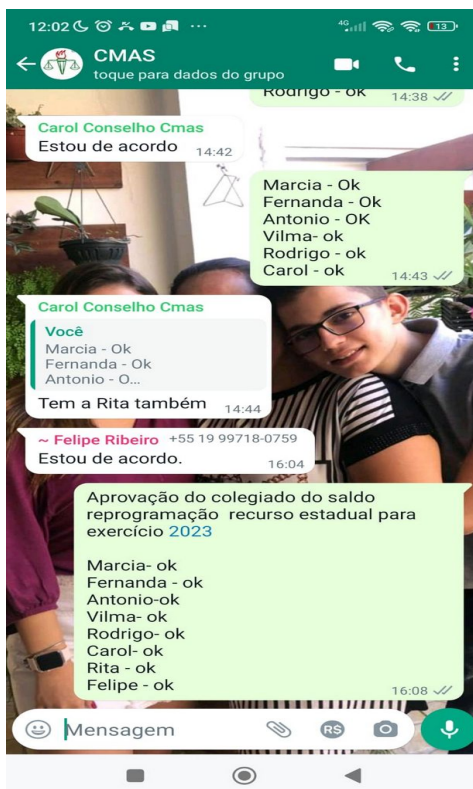 12:02
4G
13
CMAS
toque para dados do grupo
Rodrigo - ok 14:38
Carol Conselho Cmas
Estou de acordo 14:42
Marcia - Ok
Fernanda - Ok
Antonio - OK
Vilma- ok
Rodrigo - ok
Carol - ok 14:43
Carol Conselho Cmas
Você
Marcia - Ok
Fernanda - Ok
Antonio - O...
Tem a Rita também 14:44
~ Felipe Ribeiro +55 19 99718-0759
Estou de acordo. 16:04
Aprovação do colegiado do saldo
reprogramação recurso estadual para
exercício 2023
Marcia- ok
Fernanda - ok
Antonio-ok
Vilma- ok
Rodrigo- ok
Carol- ok
Rita - ok
Felipe - ok 16:08
Mensagem
RS